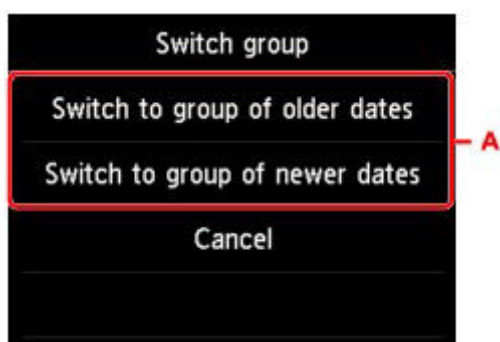 Switch group
Switch to group of older dates
A
Switch to group of newer dates
Cancel